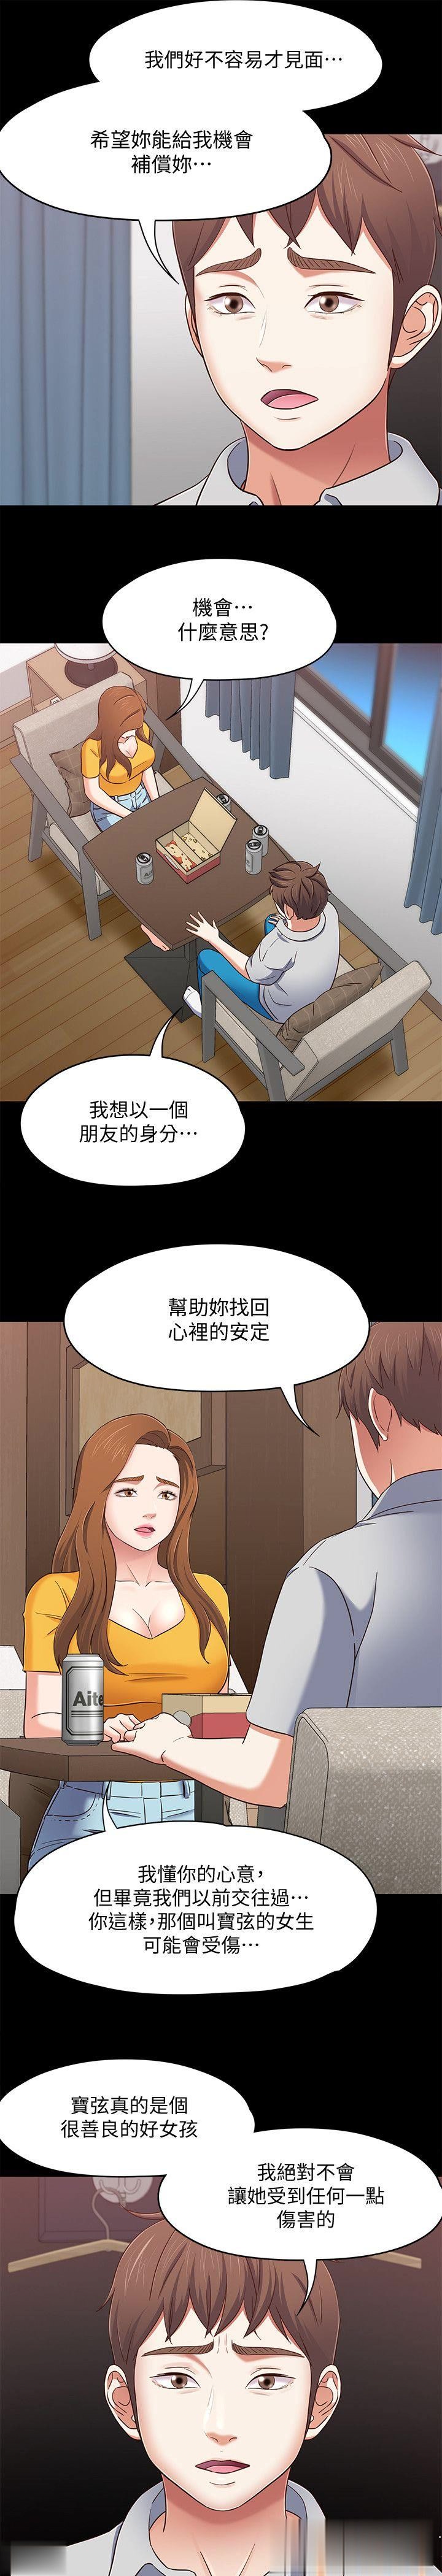 我們好不容易才見面⋯
希望妳能給我機會
補償妳⋯
機會⋯
什麼意思?
我想以一個
朋友的身分⋯
幫助妳找回
心裡的安定
Aite
我懂你的心意，
但畢竟我們以前交往過⋯
你這樣，那個叫寶弦的女生
可能會受傷⋯
寶弦真的是個
很善良的好女孩
我絕對不會
讓她受到任何一點
傷害的